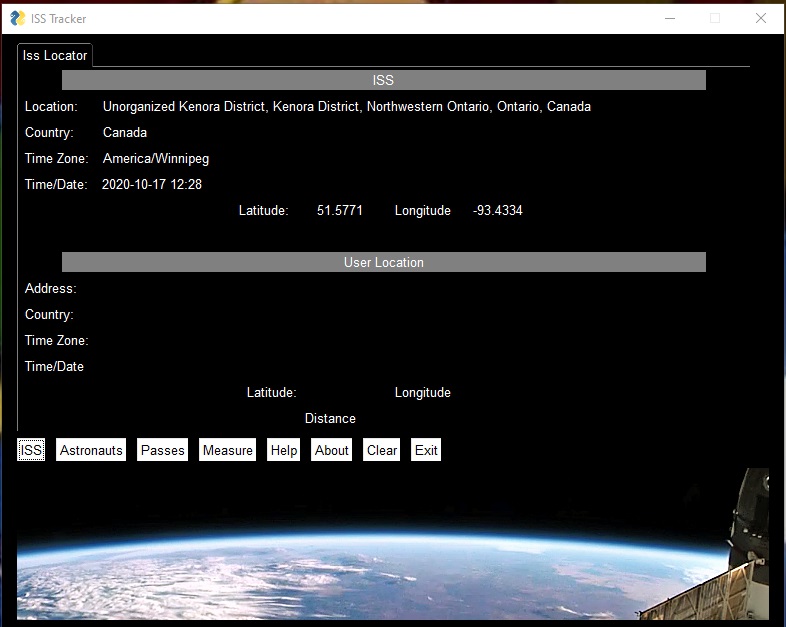 ISS Tracker
Iss Locator
ISS
Location: Unorganized Kenora District, Kenora District, Northwestern Ontario, Ontario, Canada
Country: Canada
Time Zone: America/Winnipeg
Time/Date: 2020-10-17 12:28
Latitude: 51.5771 Longitude -93.4334
User Location
Address:
Country:
Time Zone:
Time/Date
Latitude: Longitude
Distance
ISS Astronauts Passes Measure Help About Clear Exit